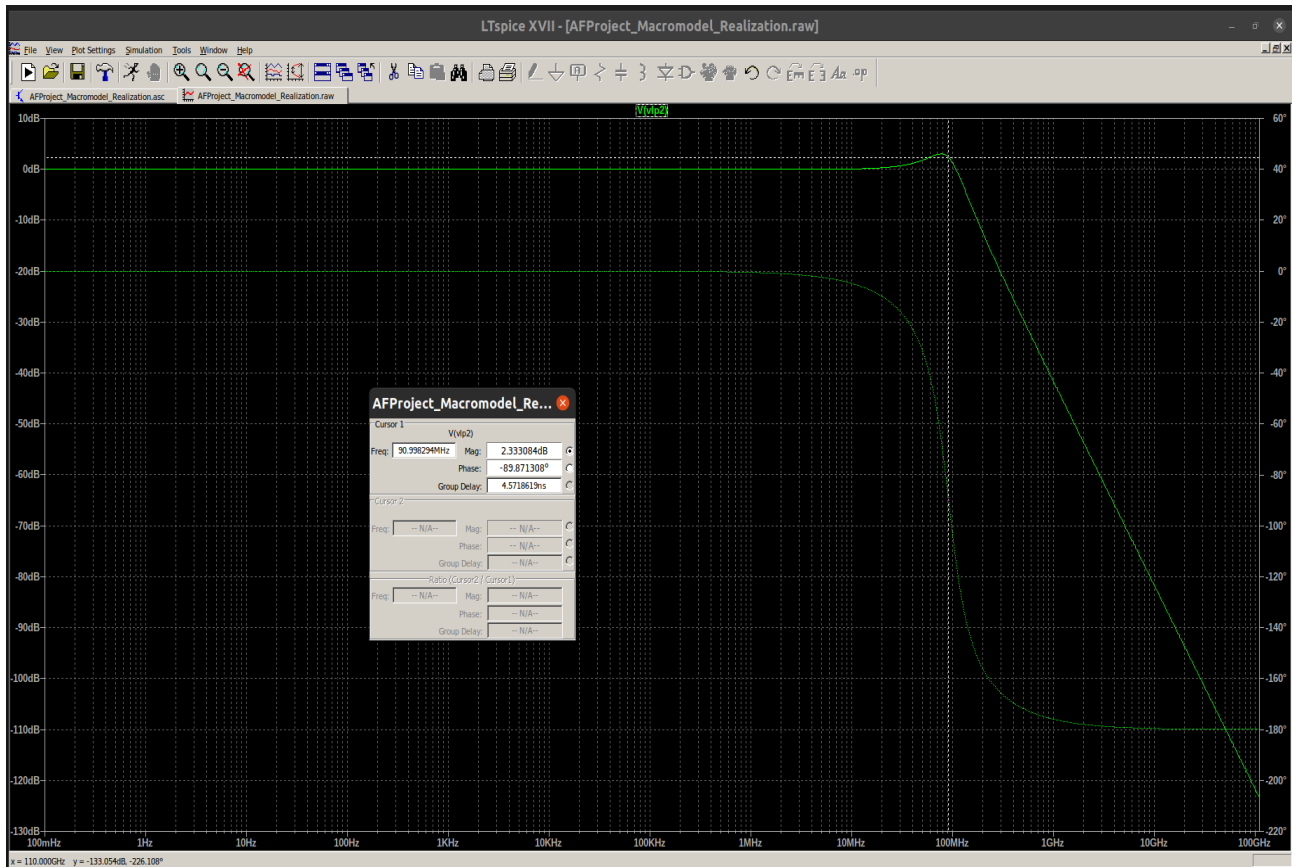 LTspice XVII - [AFProject_Macromodel_Realization.raw]
File View Plot Settings Simulation Tools Window Help
AFProject_Macromodel_Realization.asc AFProject_Macromodel_Realization.raw
V(vlp2)
10dB 60°
0dB 40°
-10dB 20°
-20dB 0°
-30dB -20°
-40dB -40°
AFProject_Macromodel_Re...
Cursor 1
V(vlp2)
Freq: 90.998294MHz Mag: 2.333084dB
Phase: -89.871308°
Group Delay: 4.5718619ns
Cursor 2
Freq: -- N/A-- Mag: -- N/A--
Phase: -- N/A--
Group Delay: -- N/A--
Ratio (Cursor2 / Cursor1)
Freq: -- N/A-- Mag: -- N/A--
Phase: -- N/A--
Group Delay: -- N/A--
-50dB -60°
-60dB -80°
-70dB -100°
-80dB -120°
-90dB -140°
-100dB -160°
-110dB -180°
-120dB -200°
-130dB -220°
100mHz 1Hz 10Hz 100Hz 1KHz 10KHz 100KHz 1MHz 10MHz 100MHz 1GHz 10GHz 100GHz
x = 110.000GHz y = -133.054dB, -226.108°